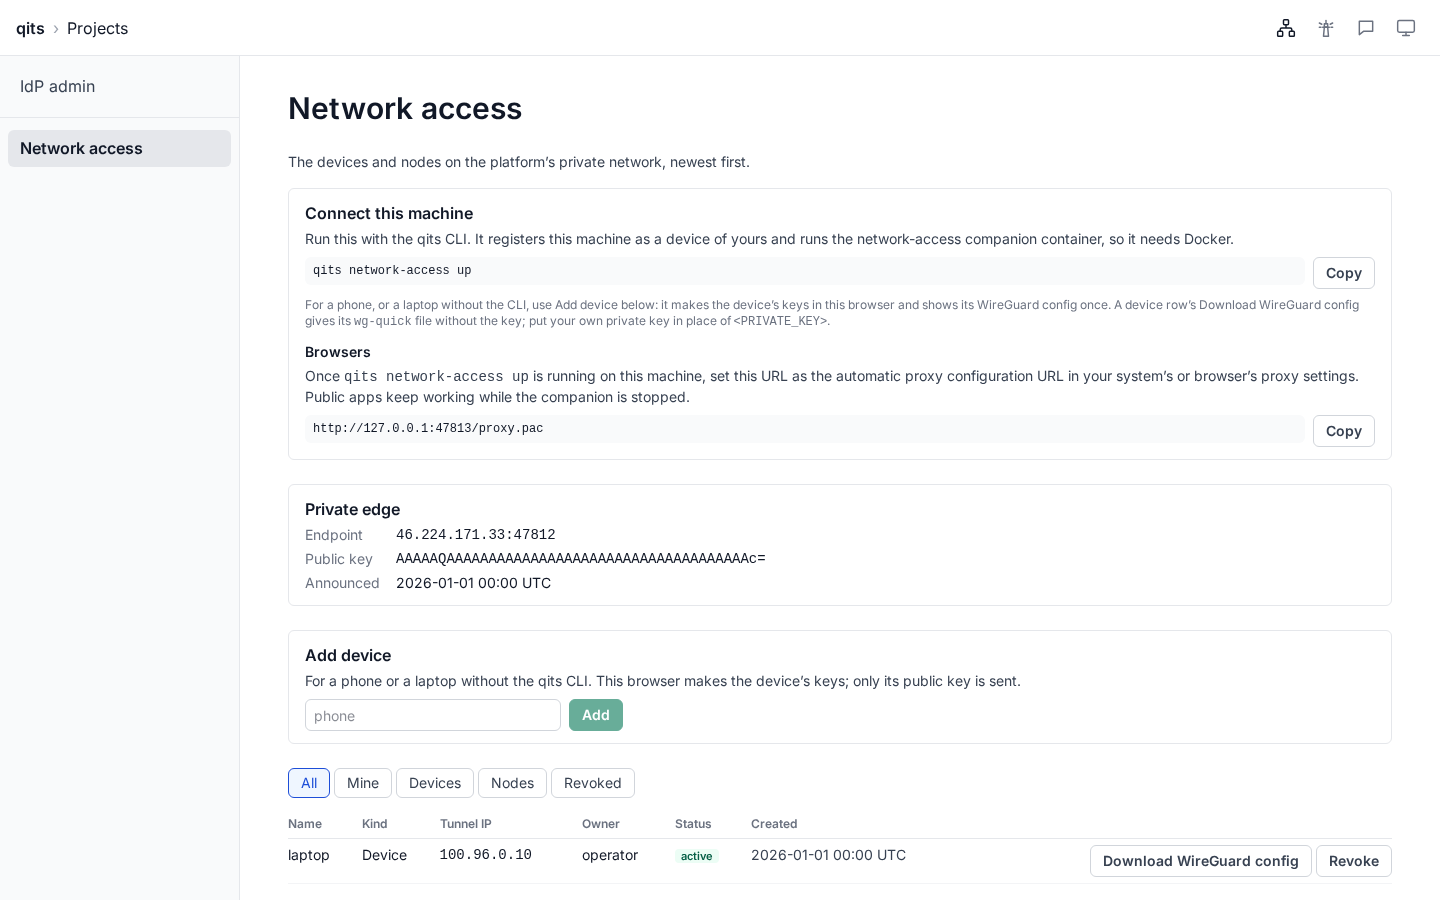 qits › Projects
IdP admin
Network access
Network access
The devices and nodes on the platform’s private network, newest first.
Connect this machine
Run this with the qits CLI. It registers this machine as a device of yours and runs the network-access companion container, so it needs Docker.
qits network-access up
Copy
For a phone, or a laptop without the CLI, use Add device below: it makes the device’s keys in this browser and shows its WireGuard config once. A device row’s Download WireGuard config
gives its wg-quick file without the key; put your own private key in place of <PRIVATE_KEY>.
Browsers
Once qits network-access up is running on this machine, set this URL as the automatic proxy configuration URL in your system’s or browser’s proxy settings.
Public apps keep working while the companion is stopped.
http://127.0.0.1:47813/proxy.pac
Copy
Private edge
Endpoint 46.224.171.33:47812
Public key AAAAAQAAAAAAAAAAAAAAAAAAAAAAAAAAAAAAAAAAAAc=
Announced 2026-01-01 00:00 UTC
Add device
For a phone or a laptop without the qits CLI. This browser makes the device’s keys; only its public key is sent.
phone
Add
All Mine Devices Nodes Revoked
Name Kind Tunnel IP Owner Status Created
laptop Device 100.96.0.10 operator active 2026-01-01 00:00 UTC Download WireGuard config Revoke